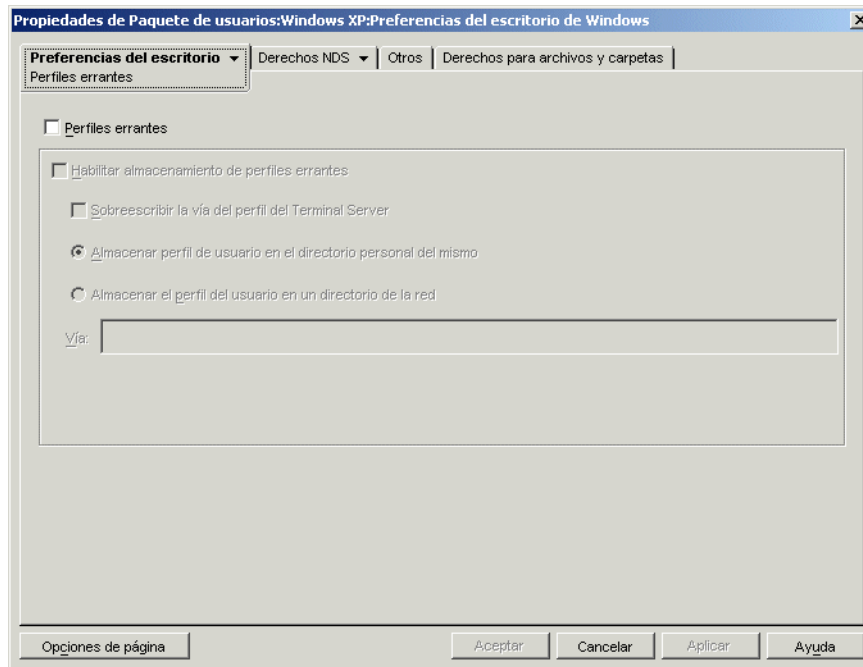 Propiedades de Paquete de usuarios:Windows XP:Preferencias del escritorio de Windows
Preferencias del escritorio Derechos NDS Otros Derechos para archivos y carpetas
Perfiles errantes
Perfiles errantes
Habilitar almacenamiento de perfiles errantes
Sobreescribir la vía del perfil del Terminal Server
Almacenar perfil de usuario en el directorio personal del mismo
Almacenar el perfil del usuario en un directorio de la red
Vía:
Opciones de página Aceptar Cancelar Aplicar Ayuda